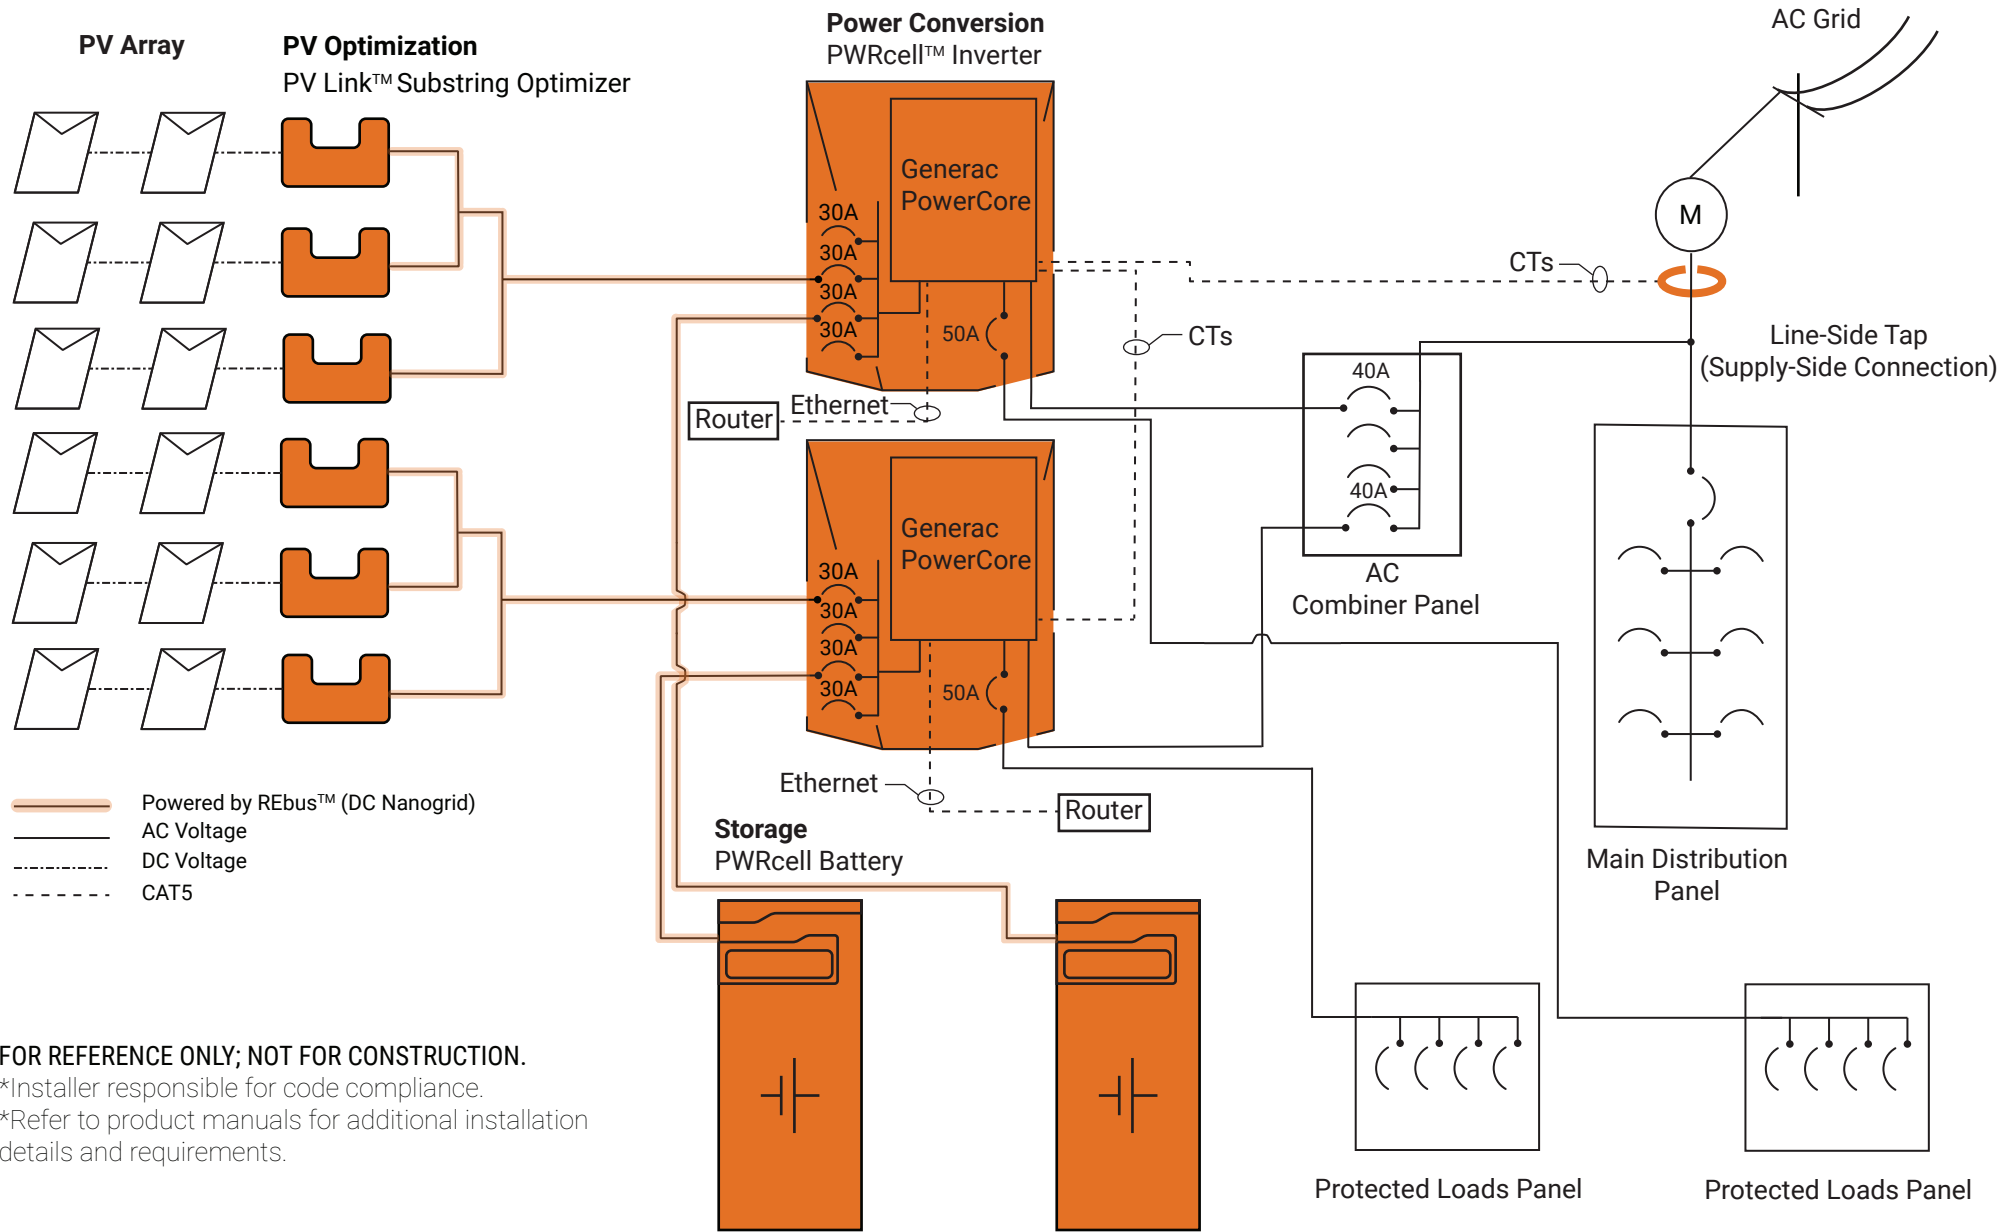 PV Array
PV Optimization
PV Link™ Substring Optimizer
Power Conversion
PWRcell™ Inverter
AC Grid
Generac
PowerCore
30A
30A
30A
30A
50A
M
CTs
CTs
Line-Side Tap
(Supply-Side Connection)
Router
Ethernet
40A
40A
AC
Combiner Panel
Generac
PowerCore
30A
30A
30A
30A
50A
Ethernet
Router
Powered by REbus™ (DC Nanogrid)
AC Voltage
DC Voltage
CAT5
Storage
PWRcell Battery
Main Distribution
Panel
FOR REFERENCE ONLY; NOT FOR CONSTRUCTION.
*Installer responsible for code compliance.
*Refer to product manuals for additional installation
details and requirements.
Protected Loads Panel
Protected Loads Panel